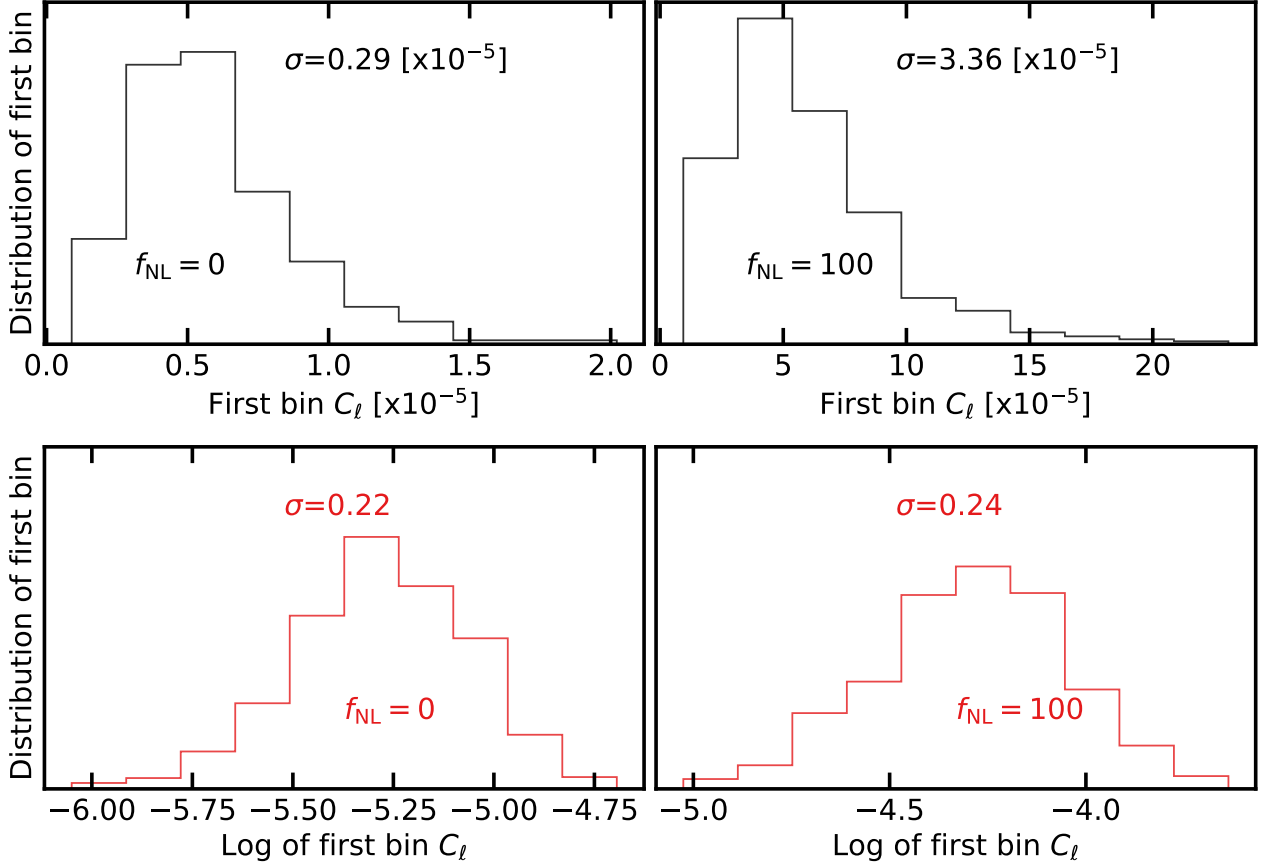 Distribution of first bin
σ=0.29 [x10⁻⁵]
f_NL = 0
0.0 0.5 1.0 1.5 2.0
First bin C_ℓ [x10⁻⁵]
σ=3.36 [x10⁻⁵]
f_NL = 100
0 5 10 15 20
First bin C_ℓ [x10⁻⁵]
Distribution of first bin
σ=0.22
f_NL = 0
−6.00 −5.75 −5.50 −5.25 −5.00 −4.75
Log of first bin C_ℓ
σ=0.24
f_NL = 100
−5.0 −4.5 −4.0
Log of first bin C_ℓ